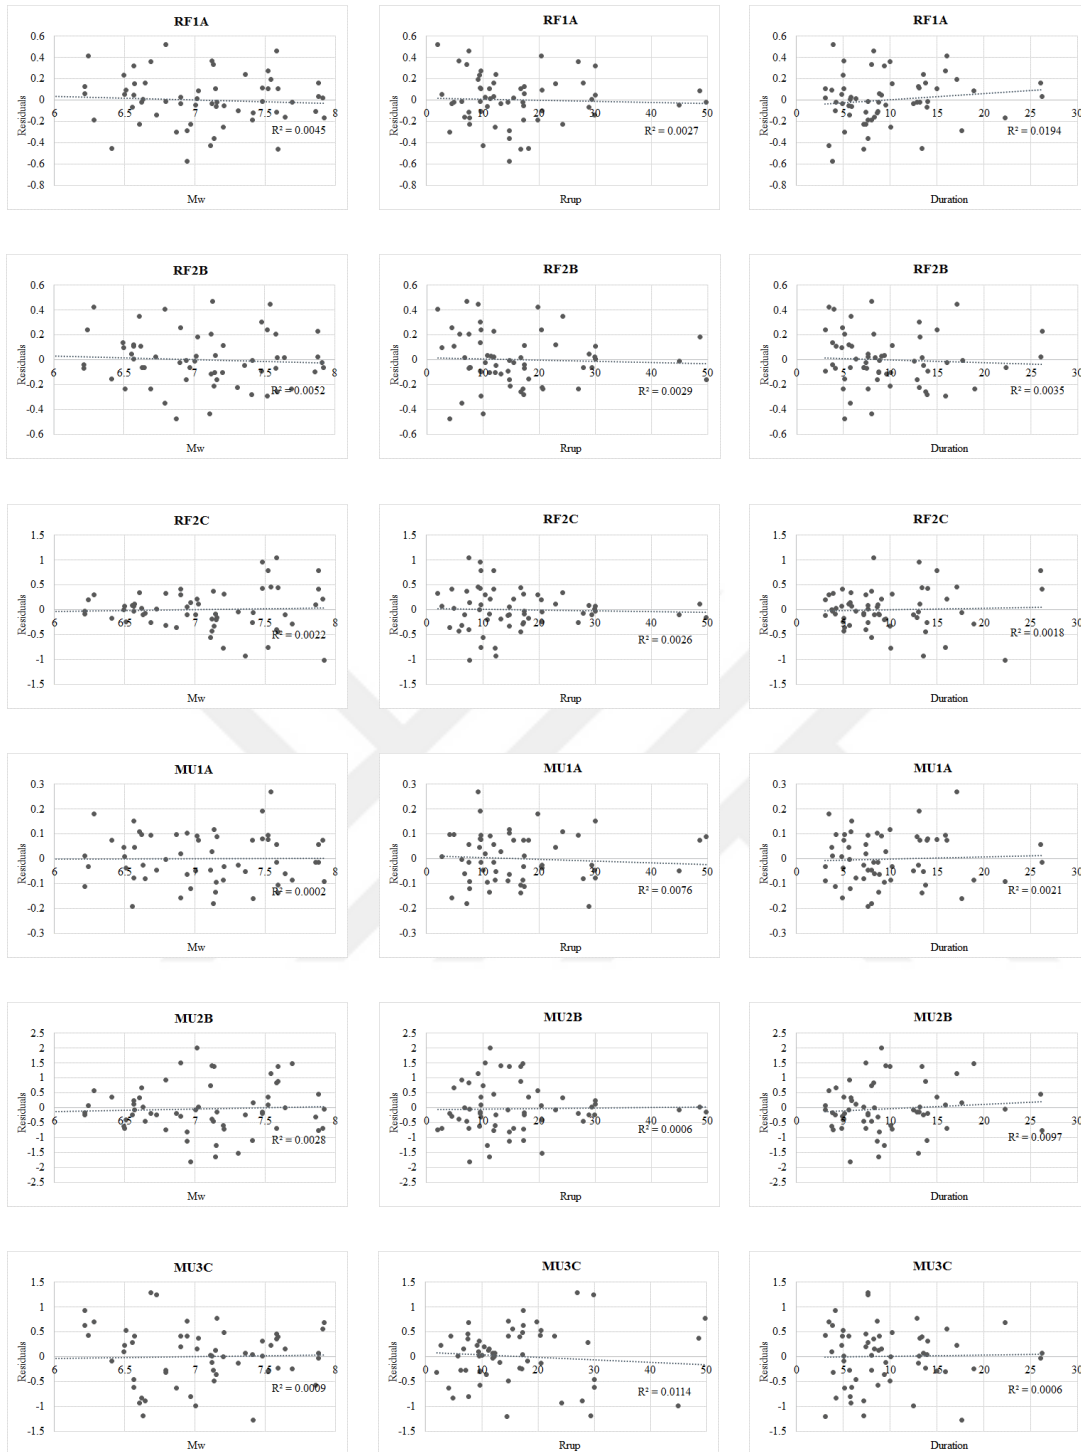 RF1A
0.6
0.4
0.2
0
-0.2
-0.4
-0.6
-0.8
Residuals
6 6.5 7 7.5 8
R² = 0.0045
Mw
RF1A
0.6
0.4
0.2
0
-0.2
-0.4
-0.6
-0.8
Residuals
0 10 20 30 40 50
R² = 0.0027
Rrup
RF1A
0.6
0.4
0.2
0
-0.2
-0.4
-0.6
-0.8
Residuals
0 5 10 15 20 25 30
R² = 0.0194
Duration
RF2B
0.6
0.4
0.2
0
-0.2
-0.4
-0.6
Residuals
6 6.5 7 7.5 8
R² = 0.0052
Mw
RF2B
0.6
0.4
0.2
0
-0.2
-0.4
-0.6
Residuals
0 10 20 30 40 50
R² = 0.0029
Rrup
RF2B
0.6
0.4
0.2
0
-0.2
-0.4
-0.6
Residuals
0 5 10 15 20 25 30
R² = 0.0035
Duration
RF2C
1.5
1
0.5
0
-0.5
-1
-1.5
Residuals
6 6.5 7 7.5 8
R² = 0.0022
Mw
RF2C
1.5
1
0.5
0
-0.5
-1
-1.5
Residuals
0 10 20 30 40 50
R² = 0.0026
Rrup
RF2C
1.5
1
0.5
0
-0.5
-1
-1.5
Residuals
0 5 10 15 20 25 30
R² = 0.0018
Duration
MU1A
0.3
0.2
0.1
0
-0.1
-0.2
-0.3
Residuals
6 6.5 7 7.5 8
R² = 0.0002
Mw
MU1A
0.3
0.2
0.1
0
-0.1
-0.2
-0.3
Residuals
0 10 20 30 40 50
R² = 0.0076
Rrup
MU1A
0.3
0.2
0.1
0
-0.1
-0.2
-0.3
Residuals
0 5 10 15 20 25 30
R² = 0.0021
Duration
MU2B
2.5
2
1.5
1
0.5
0
-0.5
-1
-1.5
-2
-2.5
Residuals
6 6.5 7 7.5 8
R² = 0.0028
Mw
MU2B
2.5
2
1.5
1
0.5
0
-0.5
-1
-1.5
-2
-2.5
Residuals
0 10 20 30 40 50
R² = 0.0006
Rrup
MU2B
2.5
2
1.5
1
0.5
0
-0.5
-1
-1.5
-2
-2.5
Residuals
0 5 10 15 20 25 30
R² = 0.0097
Duration
MU3C
1.5
1
0.5
0
-0.5
-1
-1.5
Residuals
6 6.5 7 7.5 8
R² = 0.0009
Mw
MU3C
1.5
1
0.5
0
-0.5
-1
-1.5
Residuals
0 10 20 30 40 50
R² = 0.0114
Rrup
MU3C
1.5
1
0.5
0
-0.5
-1
-1.5
Residuals
0 5 10 15 20 25 30
R² = 0.0006
Duration